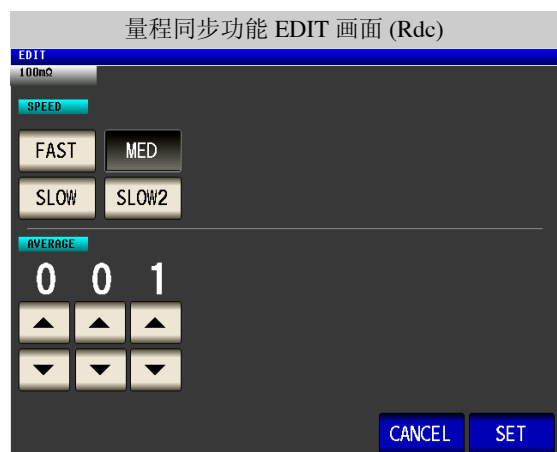 量程同步功能 EDIT 画面 (Rdc)
EDIT
100mΩ
SPEED
FAST MED
SLOW SLOW2
AVERAGE
0 0 1
CANCEL SET